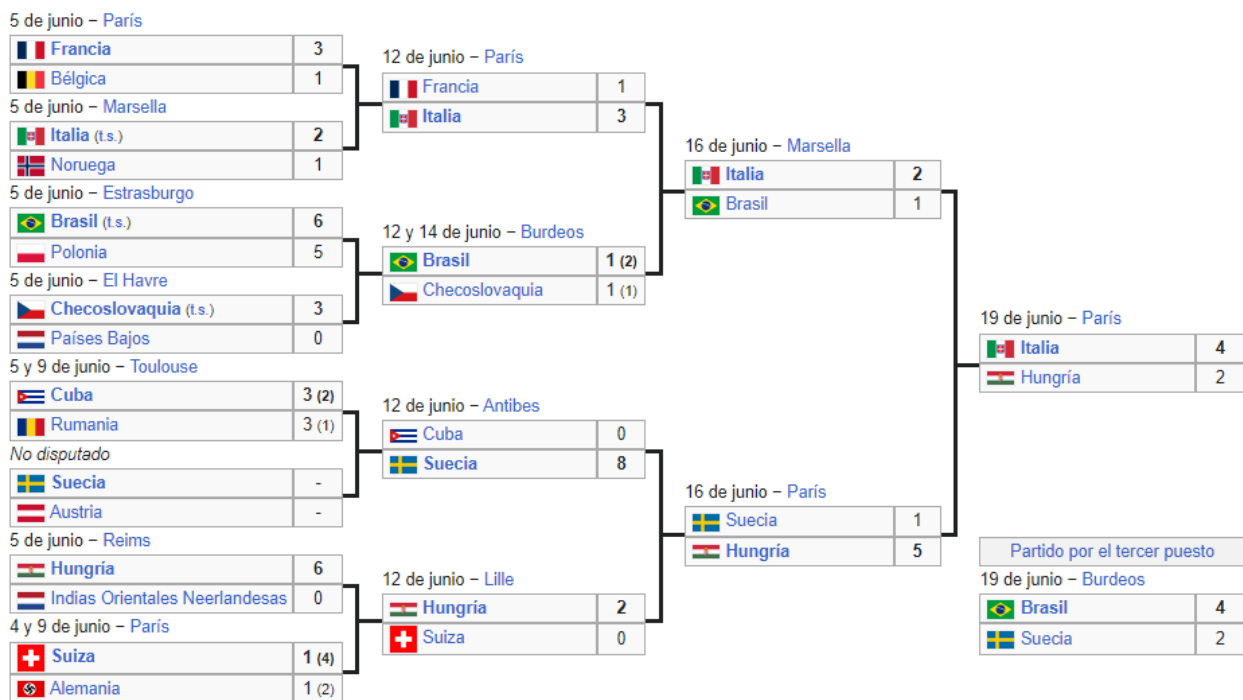 5 de junio – París
Francia 3
Bélgica 1
5 de junio – Marsella
Italia (t.s.) 2
Noruega 1
5 de junio – Estrasburgo
Brasil (t.s.) 6
Polonia 5
5 de junio – El Havre
Checoslovaquia (t.s.) 3
Países Bajos 0
5 y 9 de junio – Toulouse
Cuba 3 (2)
Rumania 3 (1)
No disputado
Suecia -
Austria -
5 de junio – Reims
Hungría 6
Indias Orientales Neerlandesas 0
4 y 9 de junio – París
Suiza 1 (4)
Alemania 1 (2)
12 de junio – París
Francia 1
Italia 3
12 y 14 de junio – Burdeos
Brasil 1 (2)
Checoslovaquia 1 (1)
12 de junio – Antibes
Cuba 0
Suecia 8
12 de junio – Lille
Hungría 2
Suiza 0
16 de junio – Marsella
Italia 2
Brasil 1
16 de junio – París
Suecia 1
Hungría 5
19 de junio – París
Italia 4
Hungría 2
Partido por el tercer puesto
19 de junio – Burdeos
Brasil 4
Suecia 2